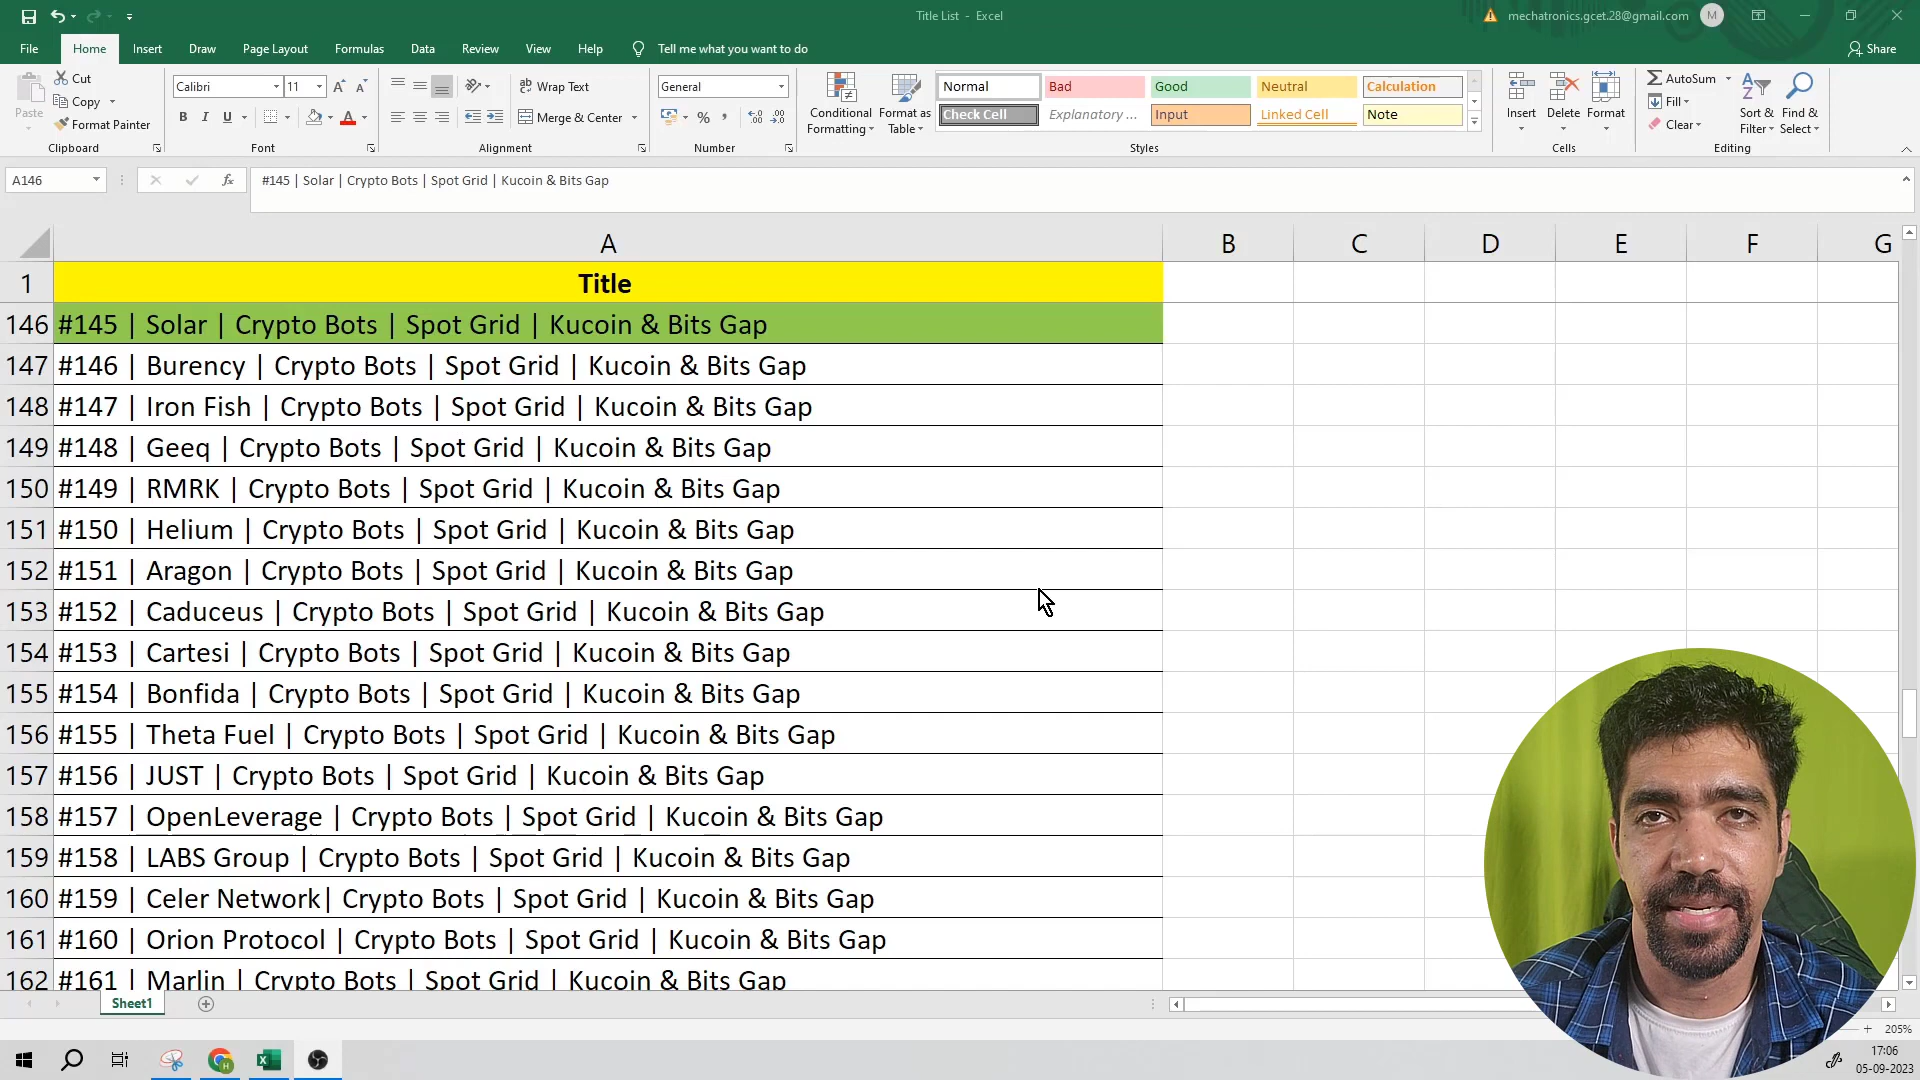 Title List - Excel
mechatronics.gcet.28@gmail.com M
File Home Insert Draw Page Layout Formulas Data Review View Help Tell me what you want to do Share
Paste
Cut
Copy
Format Painter
Clipboard
Calibri 11
B I U
Font
Wrap Text
Merge & Center
Alignment
General
%
Number
Conditional Formatting
Format as Table
Normal Bad Good Neutral Calculation
Check Cell Explanatory ... Input Linked Cell Note
Styles
Insert Delete Format
Cells
AutoSum
Fill
Clear
Sort & Filter
Find & Select
Editing
A146 fx #145 | Solar | Crypto Bots | Spot Grid | Kucoin & Bits Gap
A B C D E F G
1 Title
146 #145 | Solar | Crypto Bots | Spot Grid | Kucoin & Bits Gap
147 #146 | Burency | Crypto Bots | Spot Grid | Kucoin & Bits Gap
148 #147 | Iron Fish | Crypto Bots | Spot Grid | Kucoin & Bits Gap
149 #148 | Geeq | Crypto Bots | Spot Grid | Kucoin & Bits Gap
150 #149 | RMRK | Crypto Bots | Spot Grid | Kucoin & Bits Gap
151 #150 | Helium | Crypto Bots | Spot Grid | Kucoin & Bits Gap
152 #151 | Aragon | Crypto Bots | Spot Grid | Kucoin & Bits Gap
153 #152 | Caduceus | Crypto Bots | Spot Grid | Kucoin & Bits Gap
154 #153 | Cartesi | Crypto Bots | Spot Grid | Kucoin & Bits Gap
155 #154 | Bonfida | Crypto Bots | Spot Grid | Kucoin & Bits Gap
156 #155 | Theta Fuel | Crypto Bots | Spot Grid | Kucoin & Bits Gap
157 #156 | JUST | Crypto Bots | Spot Grid | Kucoin & Bits Gap
158 #157 | OpenLeverage | Crypto Bots | Spot Grid | Kucoin & Bits Gap
159 #158 | LABS Group | Crypto Bots | Spot Grid | Kucoin & Bits Gap
160 #159 | Celer Network| Crypto Bots | Spot Grid | Kucoin & Bits Gap
161 #160 | Orion Protocol | Crypto Bots | Spot Grid | Kucoin & Bits Gap
162 #161 | Marlin | Crypto Bots | Spot Grid | Kucoin & Bits Gap
Sheet1
205%
17:06
05-09-2023